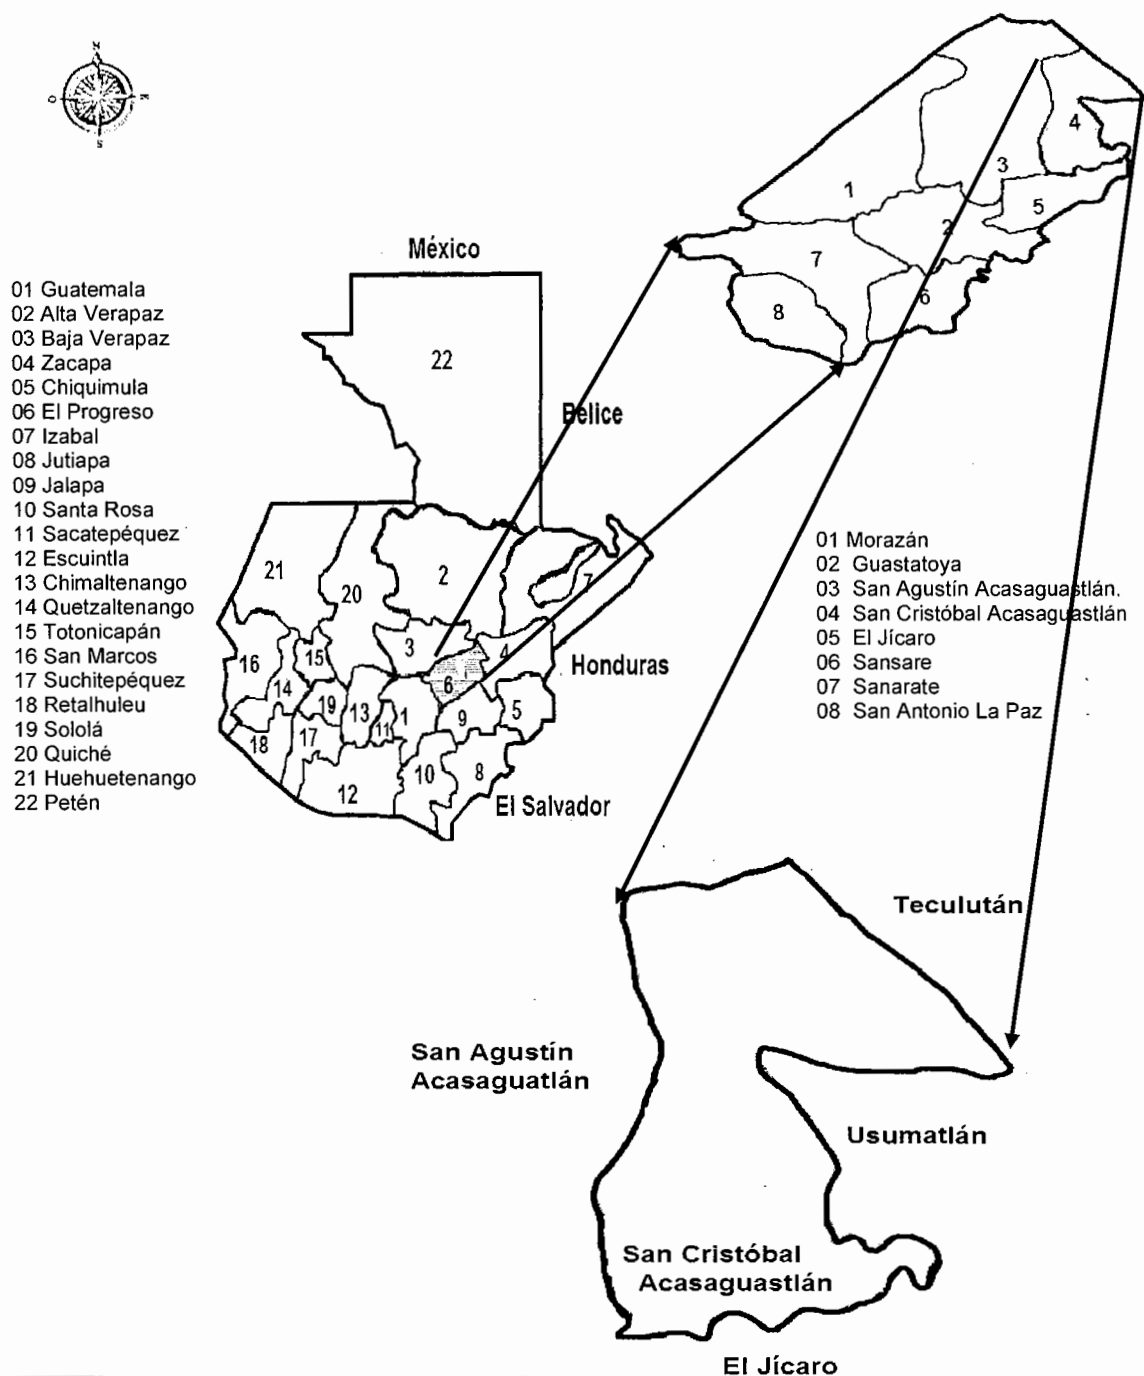 N
O
E
S
1
2
3
4
5
6
7
8
México
01 Guatemala
02 Alta Verapaz
03 Baja Verapaz
04 Zacapa
05 Chiquimula
06 El Progreso
07 Izabal
08 Jutiapa
09 Jalapa
10 Santa Rosa
11 Sacatepéquez
12 Escuintla
13 Chimaltenango
14 Quetzaltenango
15 Totonicapán
16 San Marcos
17 Suchitepéquez
18 Retalhuleu
19 Sololá
20 Quiché
21 Huehuetenango
22 Petén
22
Belice
21
20
2
7
3
4
16
15
14
19
13
11
1
6
9
5
18
17
12
10
8
Honduras
El Salvador
01 Morazán
02 Guastatoya
03 San Agustín Acasaguastlán.
04 San Cristóbal Acasaguastlán
05 El Jícaro
06 Sansare
07 Sanarate
08 San Antonio La Paz
Teculután
San Agustín
Acasaguatlán
Usumatlán
San Cristóbal
Acasaguastlán
El Jícaro